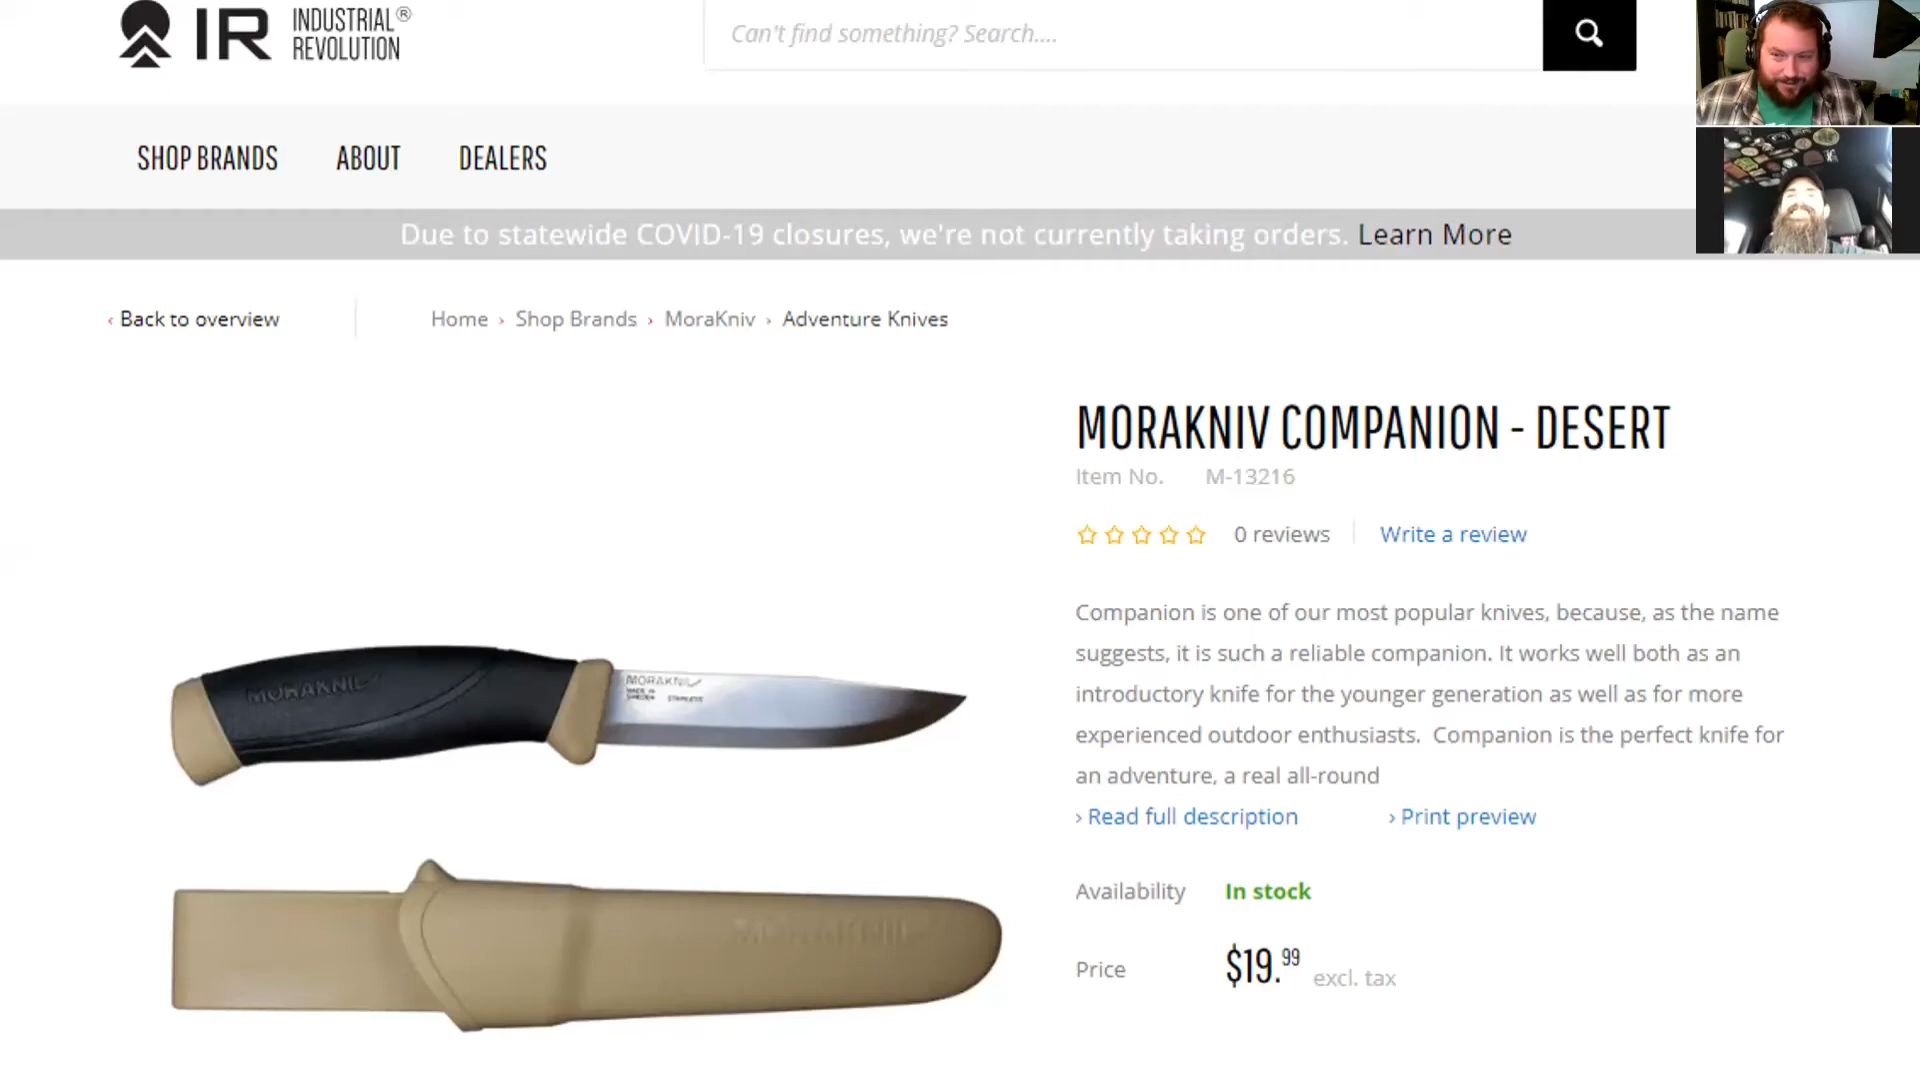 IR INDUSTRIAL®
REVOLUTION
Can't find something? Search....
SHOP BRANDS ABOUT DEALERS
Due to statewide COVID-19 closures, we're not currently taking orders. Learn More
‹ Back to overview
Home › Shop Brands › MoraKniv › Adventure Knives
MORAKNIV COMPANION - DESERT
Item No. M-13216
0 reviews Write a review
Companion is one of our most popular knives, because, as the name
suggests, it is such a reliable companion. It works well both as an
introductory knife for the younger generation as well as for more
experienced outdoor enthusiasts. Companion is the perfect knife for
an adventure, a real all-round
› Read full description › Print preview
Availability In stock
Price $19.99 excl. tax
MORAKNIV
MORAKNIV
MADE IN
SWEDEN STAINLESS
MORAKNIV